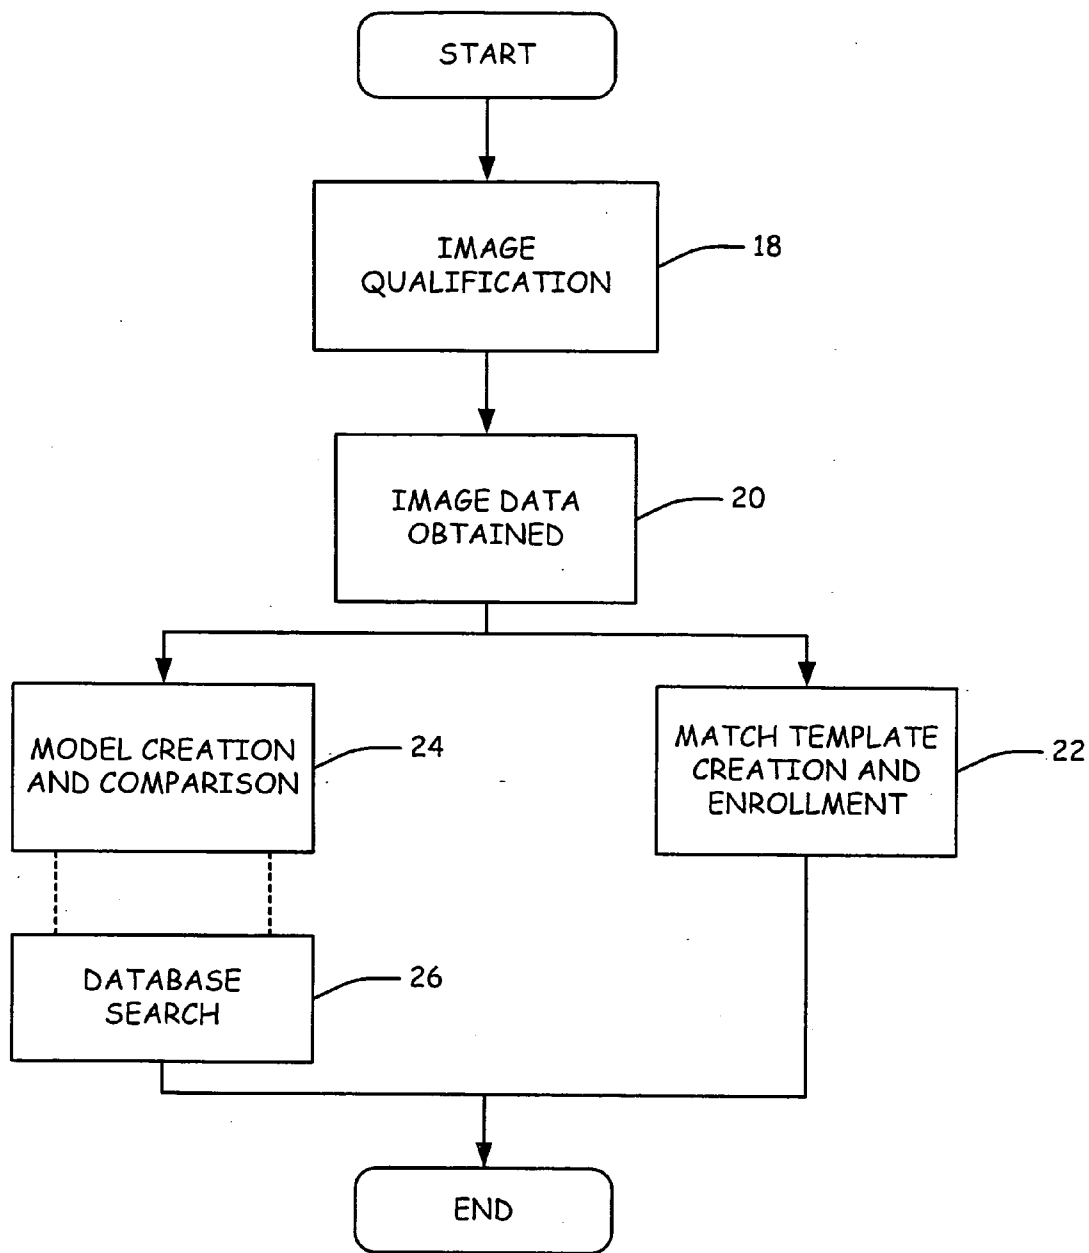 START
IMAGE
QUALIFICATION
18
IMAGE DATA
OBTAINED
20
MODEL CREATION
AND COMPARISON
24
MATCH TEMPLATE
CREATION AND
ENROLLMENT
22
DATABASE
SEARCH
26
END